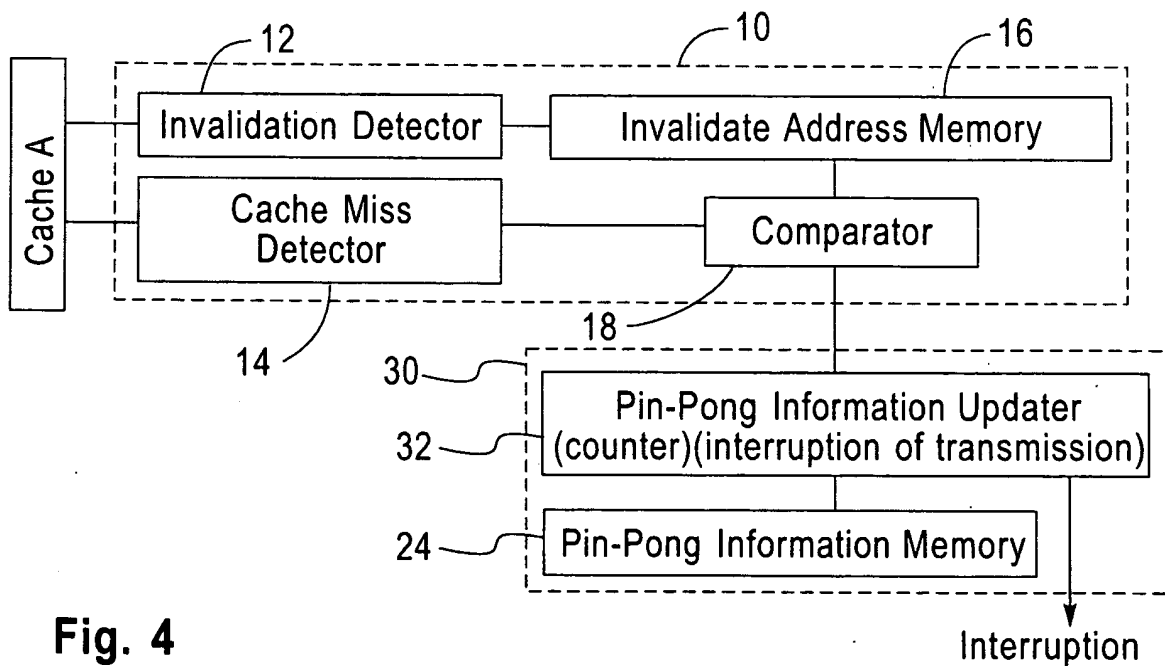 12
10
16
Cache A
Invalidation Detector
Invalidate Address Memory
Cache Miss
Detector
Comparator
14
18
30
Pin-Pong Information Updater
(counter)(interruption of transmission)
32
24
Pin-Pong Information Memory
Fig. 4
Interruption